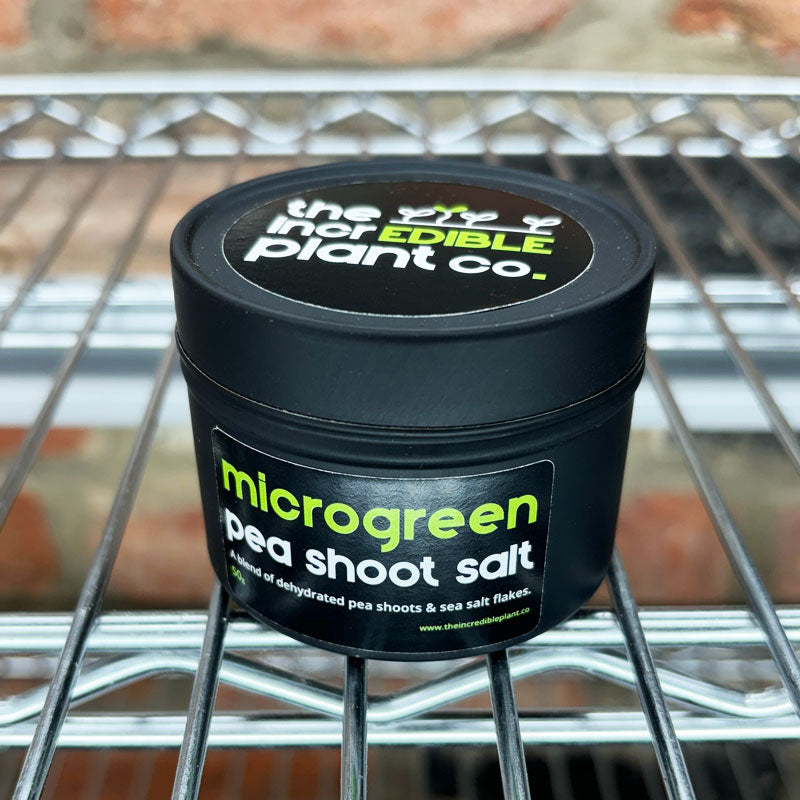 the
incrEDIBLE
plant co.
microgreen
pea shoot salt
A blend of dehydrated pea shoots & sea salt flakes.
50g
www.theincredibleplant.co